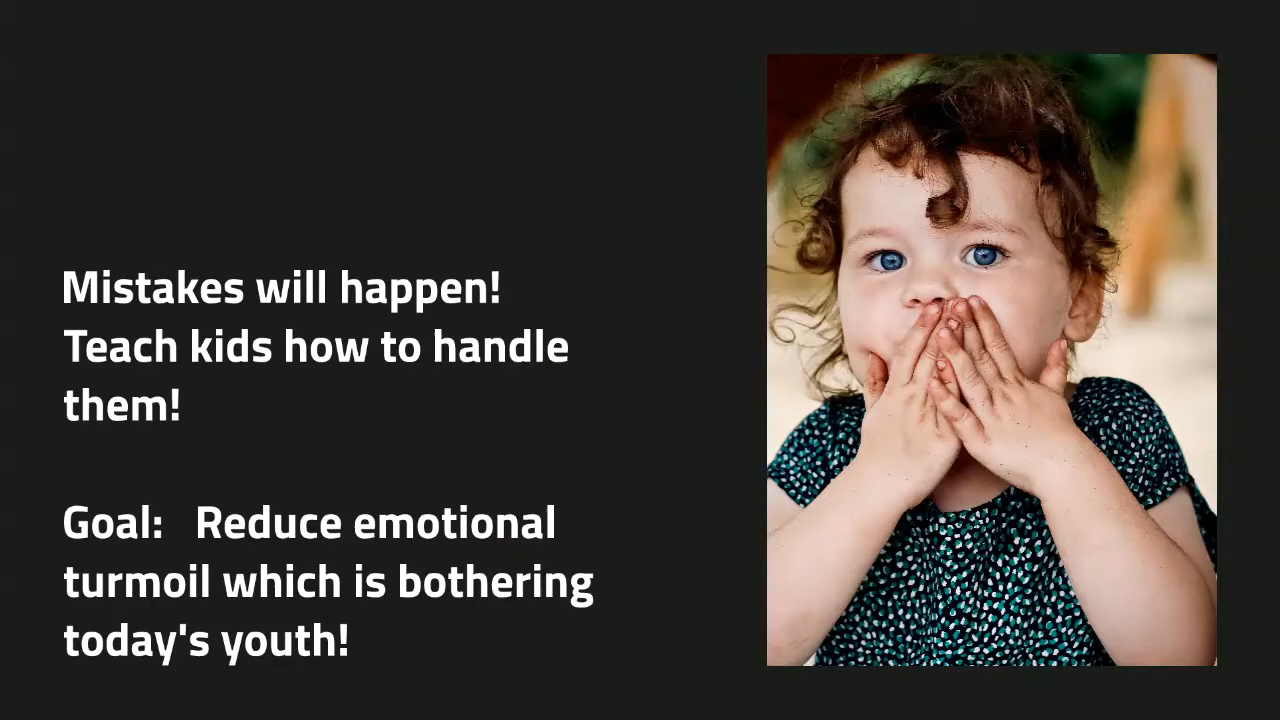 Mistakes will happen!
Teach kids how to handle
them!
Goal: Reduce emotional
turmoil which is bothering
today's youth!